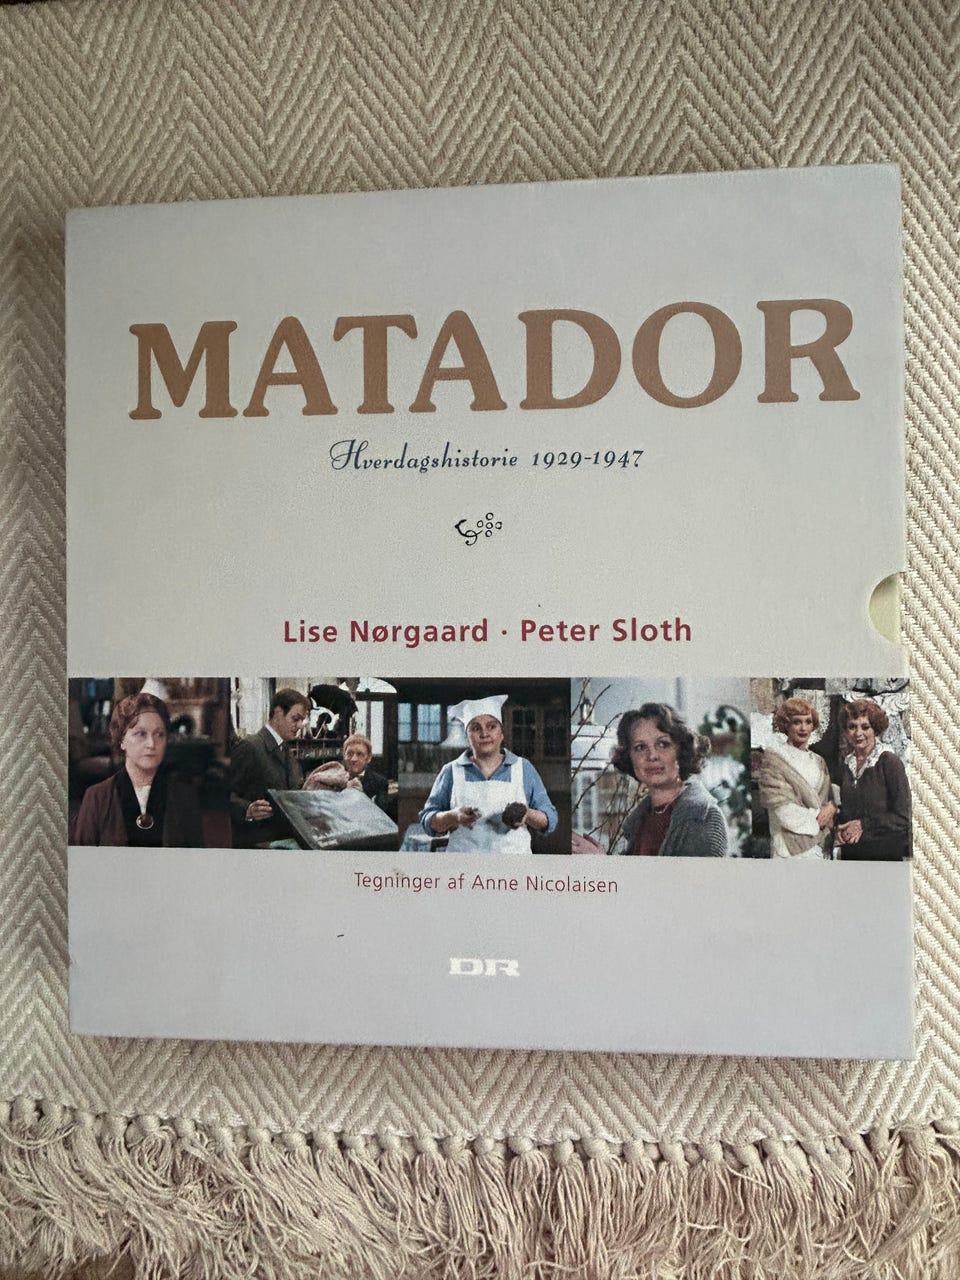 MATADOR
Hverdagshistorie 1929-1947
Lise Nørgaard · Peter Sloth
Tegninger af Anne Nicolaisen
DR